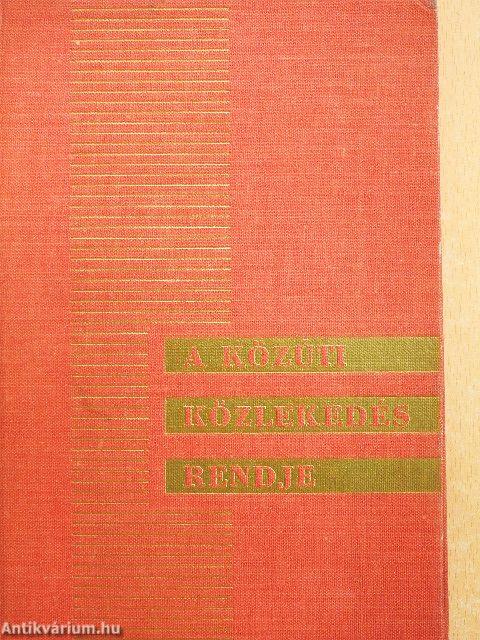 A KÖZÚTI
KÖZLEKEDÉS
RENDJE
Antikvárium.hu